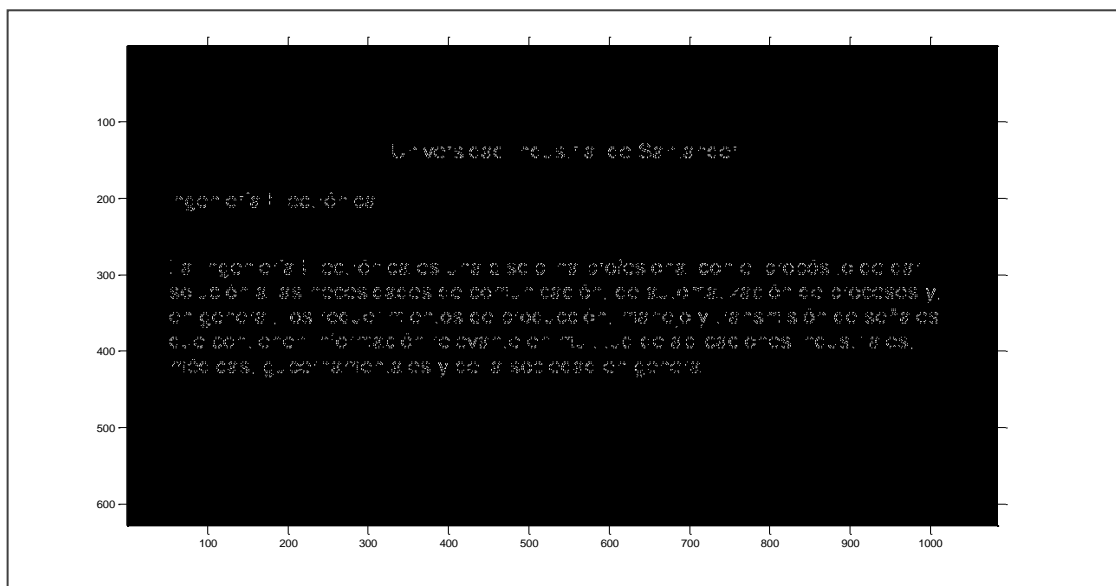 100
Universidad Industrial de Santander
200
Ingeniería Electrónica
La Ingeniería Electrónica es una disciplina profesional con el propósito de dar
300
solución a las necesidades de comunicación, de automatización de procesos y,
en general, los requerimientos de producción, manejo y transmisión de señales
que contienen información relevante en multitud de aplicaciones industriales,
400
médicas, gubernamentales y de la sociedad en general
500
600
100 200 300 400 500 600 700 800 900 1000